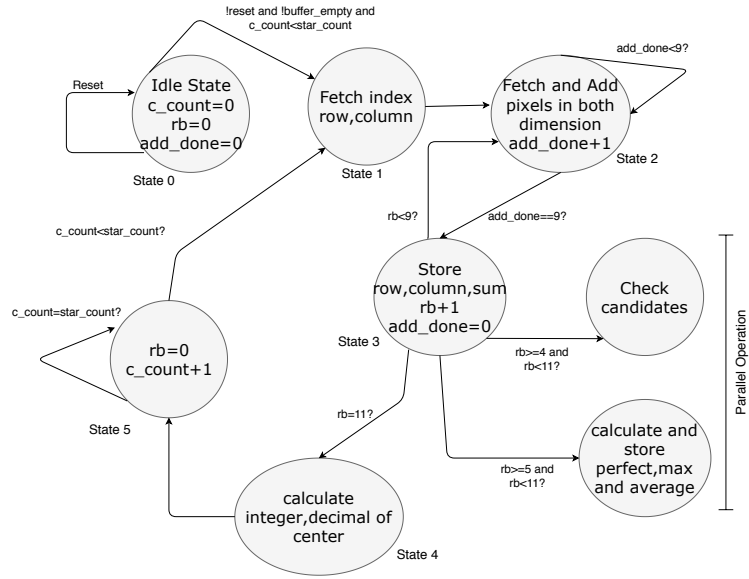 !reset and !buffer_empty and
c_count<star_count
Reset
Idle State
c_count=0
rb=0
add_done=0
State 0
Fetch index
row,column
State 1
add_done<9?
Fetch and Add
pixels in both
dimension
add_done+1
State 2
c_count<star_count?
rb<9?
add_done==9?
Store
row,column,sum
rb+1
add_done=0
State 3
Check
candidates
rb>=4 and
rb<11?
Parallel Operation
c_count=star_count?
rb=0
c_count+1
State 5
rb=11?
calculate and
store
perfect,max
and average
rb>=5 and
rb<11?
calculate
integer,decimal of
center
State 4